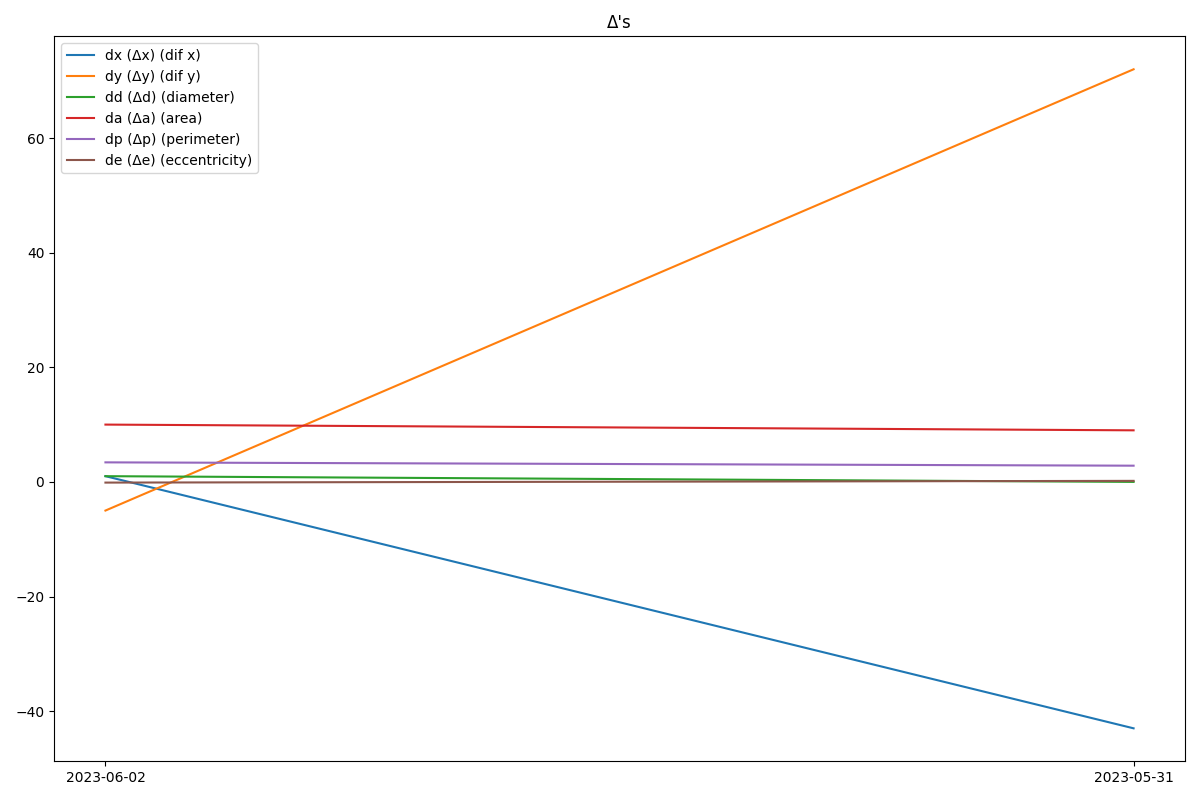 Δ's
dx (Δx) (dif x)
dy (Δy) (dif y)
dd (Δd) (diameter)
da (Δa) (area)
dp (Δp) (perimeter)
de (Δe) (eccentricity)
60
40
20
0
−20
−40
2023-06-02
2023-05-31